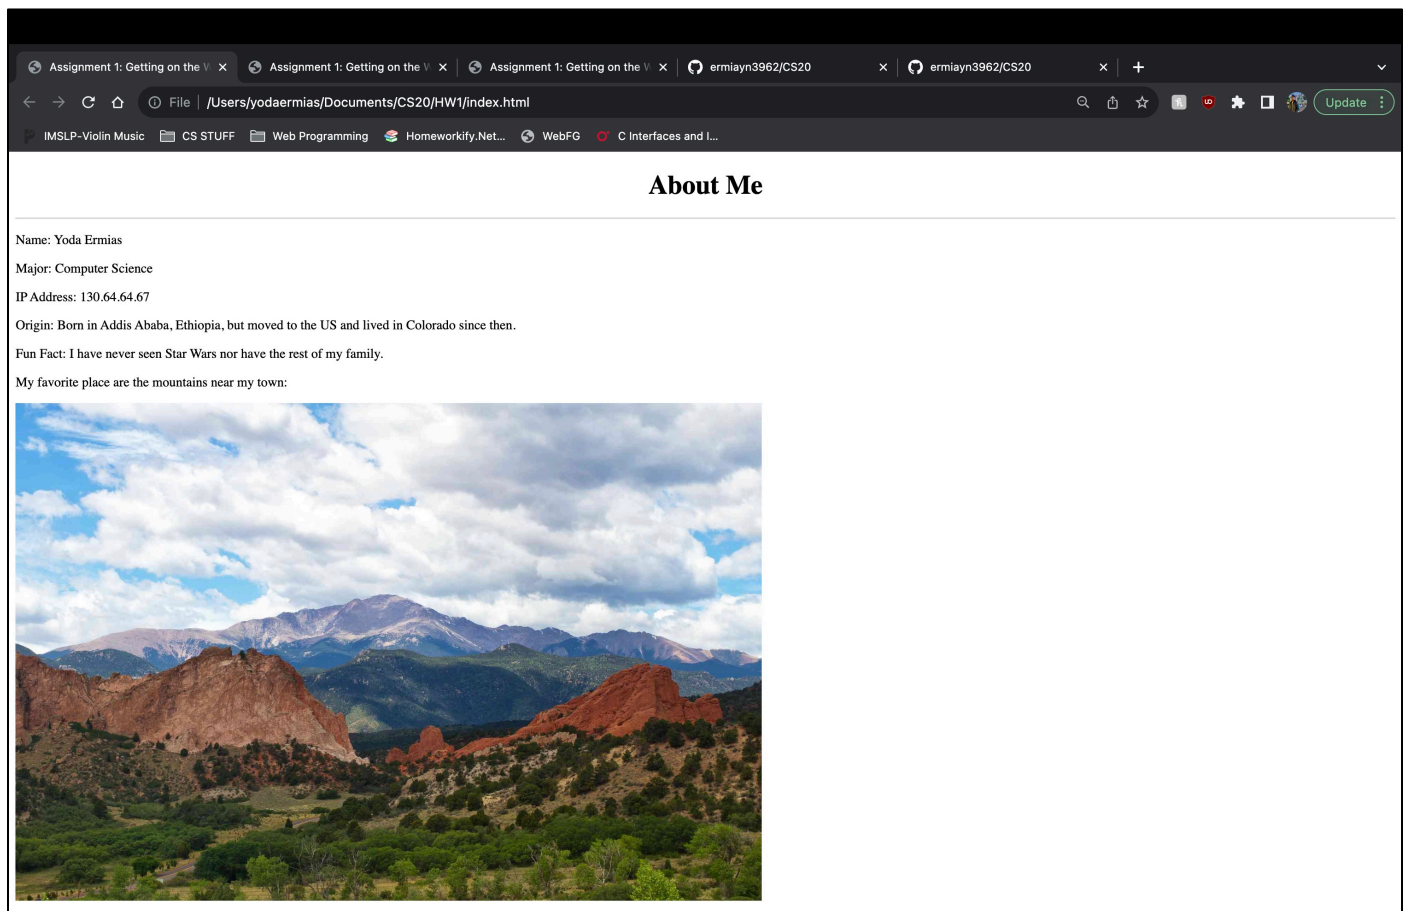 Assignment 1: Getting on the W
Assignment 1: Getting on the W
Assignment 1: Getting on the W
ermiayn3962/CS20
ermiayn3962/CS20
File | /Users/yodaermias/Documents/CS20/HW1/index.html
Update
IMSLP-Violin Music CS STUFF Web Programming Homeworkify.Net... WebFG C Interfaces and I...
About Me
Name: Yoda Ermias
Major: Computer Science
IP Address: 130.64.64.67
Origin: Born in Addis Ababa, Ethiopia, but moved to the US and lived in Colorado since then.
Fun Fact: I have never seen Star Wars nor have the rest of my family.
My favorite place are the mountains near my town: